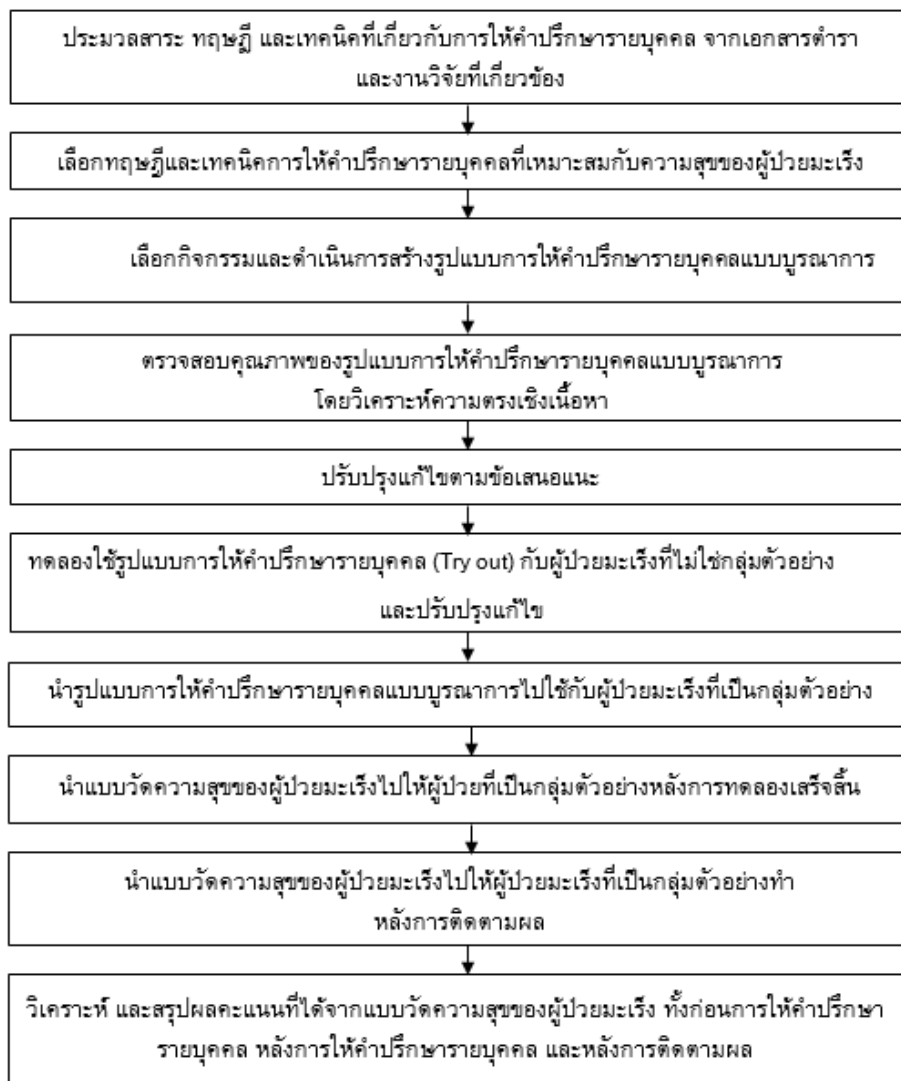 ประมวลสาระ ทฤษฎี และเทคนิคที่เกี่ยวกับการให้คำปรึกษารายบุคคล จากเอกสารตำรา
และงานวิจัยที่เกี่ยวข้อง
เลือกทฤษฎีและเทคนิคการให้คำปรึกษารายบุคคลที่เหมาะสมกับความสุขของผู้ป่วยมะเร็ง
เลือกกิจกรรมและดำเนินการสร้างรูปแบบการให้คำปรึกษารายบุคคลแบบบูรณาการ
ตรวจสอบคุณภาพของรูปแบบการให้คำปรึกษารายบุคคลแบบบูรณาการ
โดยวิเคราะห์ความตรงเชิงเนื้อหา
ปรับปรุงแก้ไขตามข้อเสนอแนะ
ทดลองใช้รูปแบบการให้คำปรึกษารายบุคคล (Try out) กับผู้ป่วยมะเร็งที่ไม่ใช่กลุ่มตัวอย่าง
และปรับปรุงแก้ไข
นำรูปแบบการให้คำปรึกษารายบุคคลแบบบูรณาการไปใช้กับผู้ป่วยมะเร็งที่เป็นกลุ่มตัวอย่าง
นำแบบวัดความสุขของผู้ป่วยมะเร็งไปให้ผู้ป่วยที่เป็นกลุ่มตัวอย่างหลังการทดลองเสร็จสิ้น
นำแบบวัดความสุขของผู้ป่วยมะเร็งไปให้ผู้ป่วยมะเร็งที่เป็นกลุ่มตัวอย่างทำ
หลังการติดตามผล
วิเคราะห์ และสรุปผลคะแนนที่ได้จากแบบวัดความสุขของผู้ป่วยมะเร็ง ทั้งก่อนการให้คำปรึกษา
รายบุคคล หลังการให้คำปรึกษารายบุคคล และหลังการติดตามผล